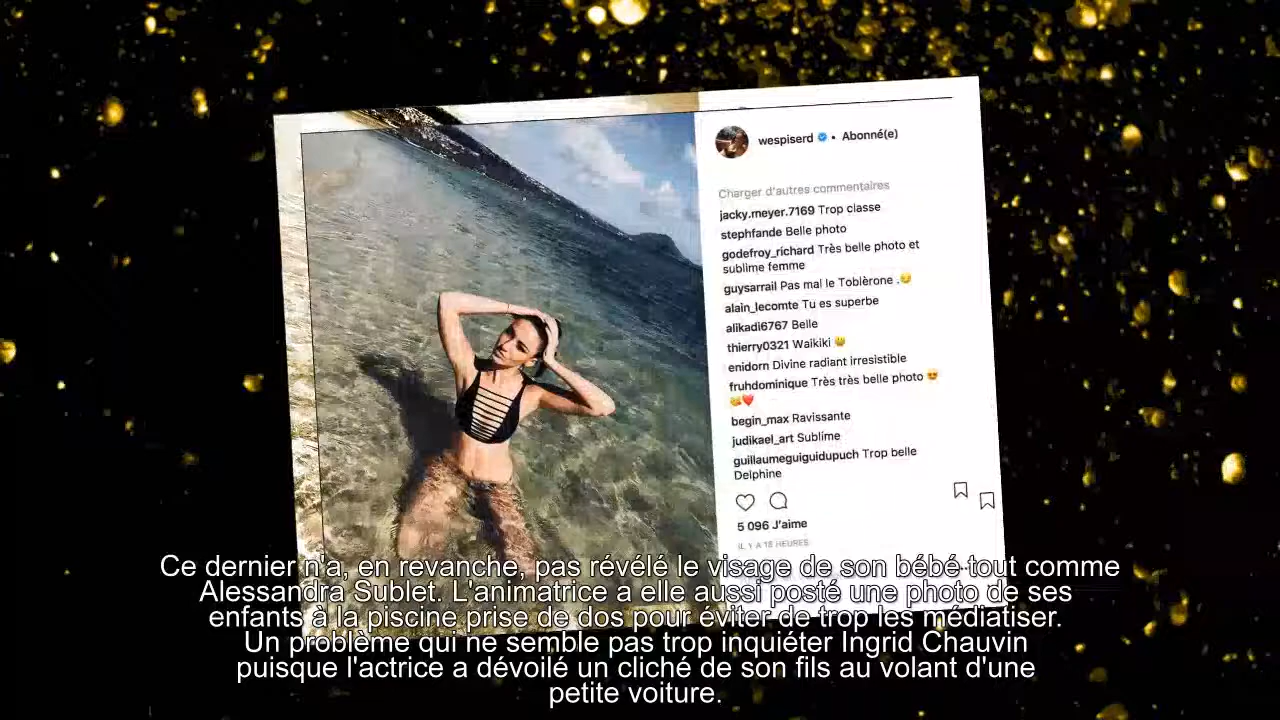 wespiserd • Abonné(e)
Charger d'autres commentaires
jacky.meyer.7169 Trop classe
stephfande Belle photo
godefroy_richard Très belle photo et
sublime femme
guysarrail Pas mal le Toblèrone .
alain_lecomte Tu es superbe
alikadi6767 Belle
thierry0321 Waikiki
enidorn Divine radiant irresistible
fruhdominique Très très belle photo
begin_max Ravissante
judikael_art Sublime
guillaumeguiguidupuch Trop belle
Delphine
5 096 J'aime
IL Y A 18 HEURES
Ce dernier n'a, en revanche, pas révélé le visage de son bébé tout comme
Alessandra Sublet. L'animatrice a elle aussi posté une photo de ses
enfants à la piscine prise de dos pour éviter de trop les médiatiser.
Un problème qui ne semble pas trop inquiéter Ingrid Chauvin
puisque l'actrice a dévoilé un cliché de son fils au volant d'une
petite voiture.